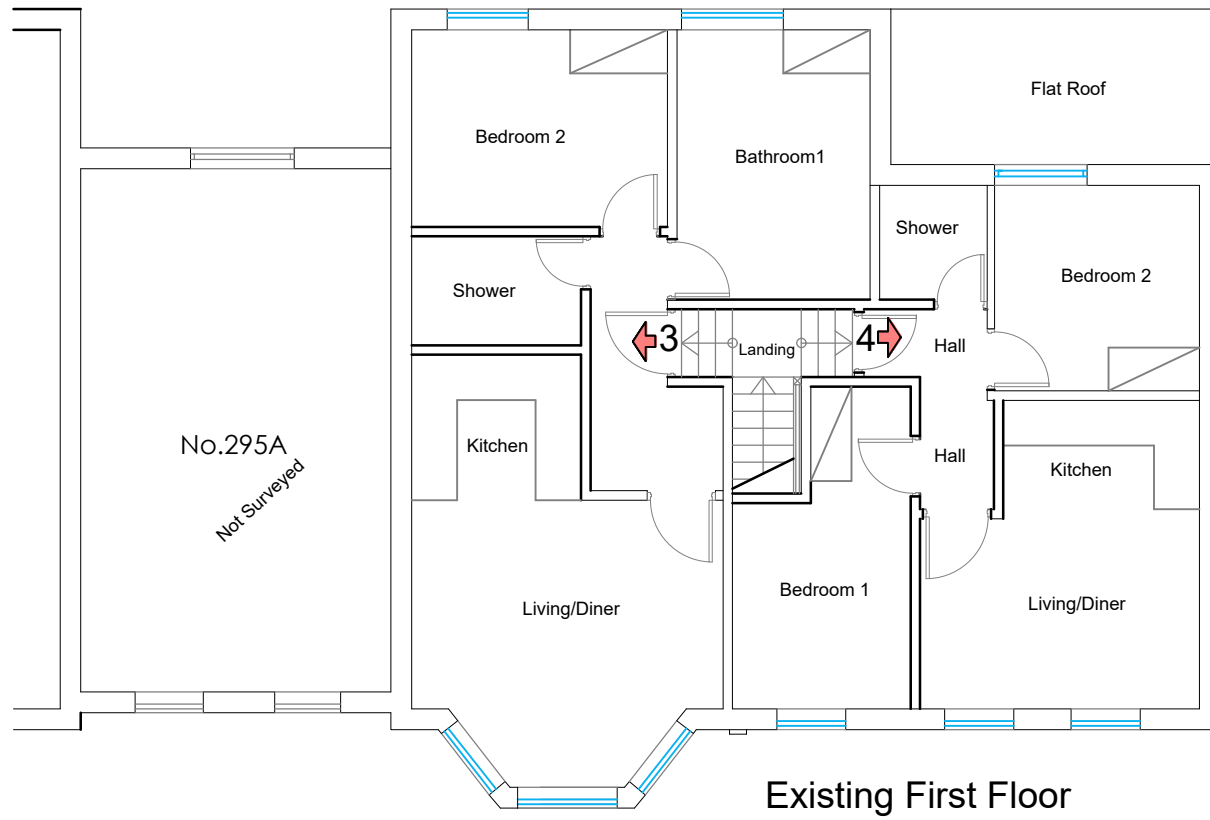 Flat Roof
Bedroom 2
Bathroom1
Shower
Bedroom 2
Shower
3
Landing
4
Hall
No.295A
Not Surveyed
Kitchen
Hall
Kitchen
Living/Diner
Bedroom 1
Living/Diner
Existing First Floor